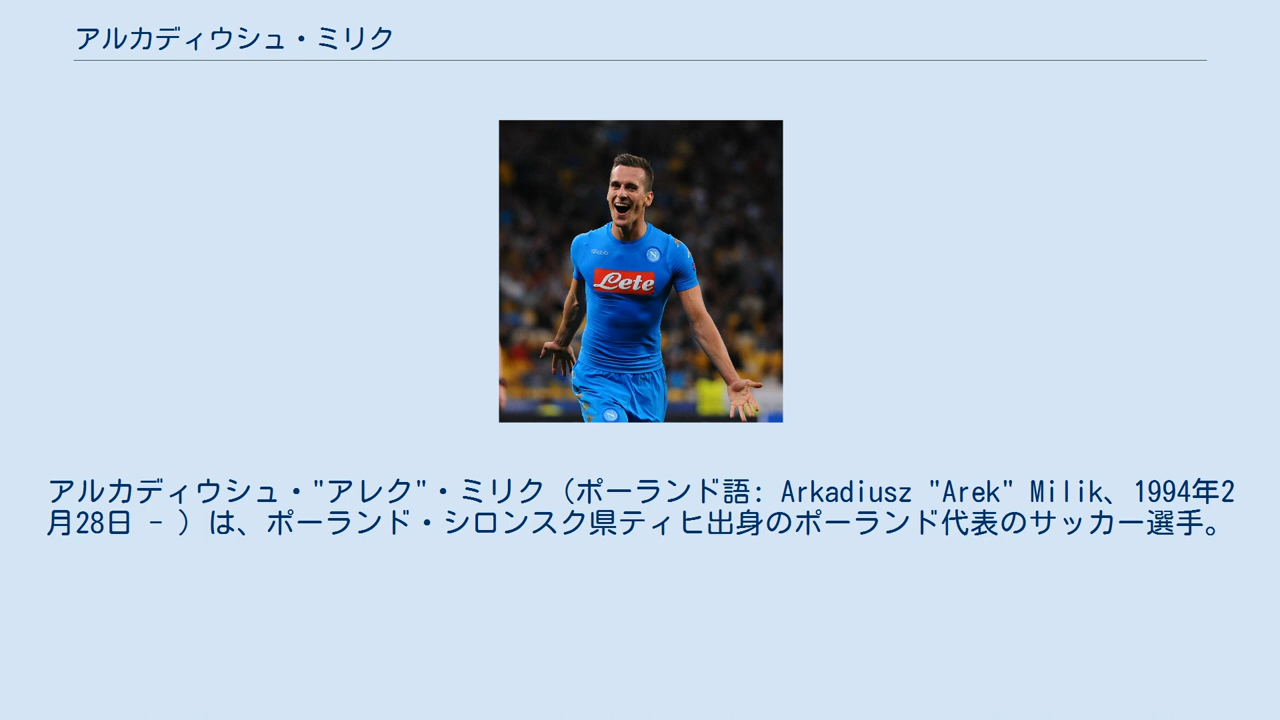 アルカディウシュ・ミリク
Lete
アルカディウシュ・"アレク"・ミリク（ポーランド語: Arkadiusz "Arek" Milik、1994年2
月28日 - ）は、ポーランド・シロンスク県ティヒ出身のポーランド代表のサッカー選手。